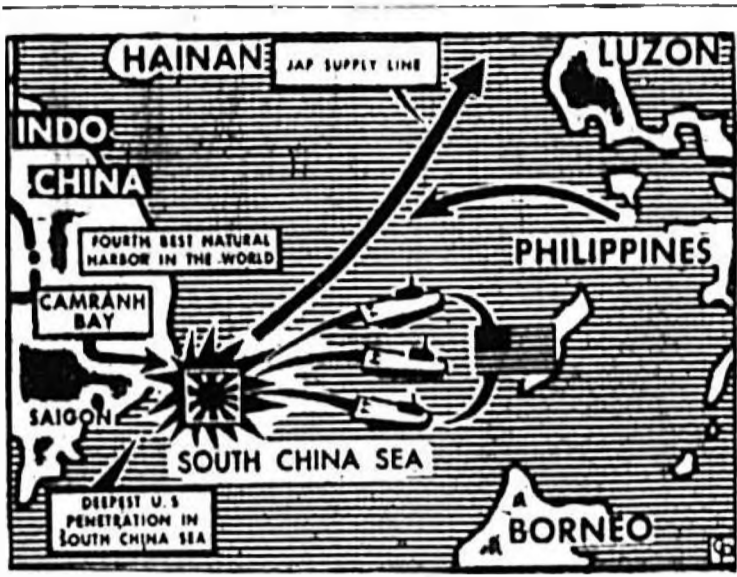 HAINAN
JAP SUPPLY LINE
LUZON
INDO-
CHINA
FOURTH BEST NATURAL
HARBOR IN THE WORLD
PHILIPPINES
CAMRANH
BAY
SAIGON
SOUTH CHINA SEA
DEEPEST U.S
PENETRATION IN
SOUTH CHINA SEA
BORNEO